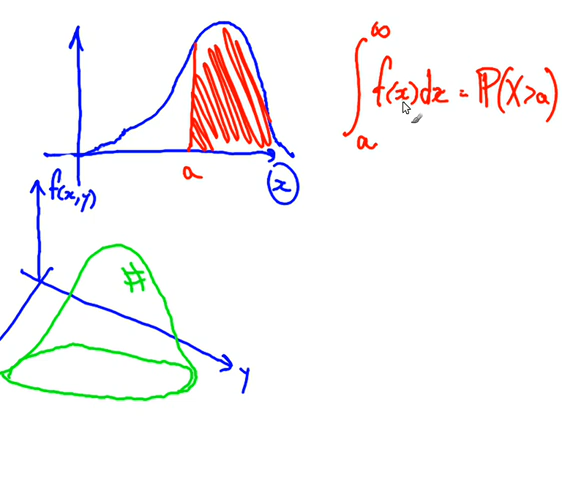 ∫_a^∞ f(x)dx = P(X>a)
a
x
f(x,y)
#
y